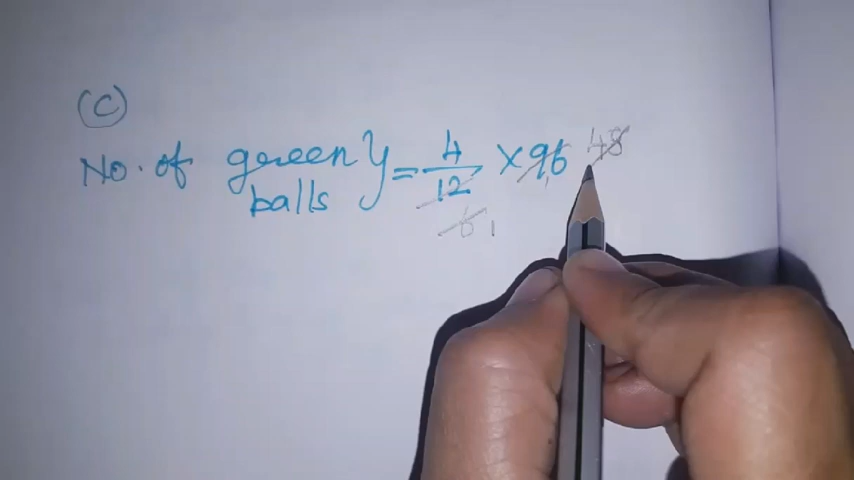 (c)
No. of green } = 4/12 × 96 48
balls
6 1